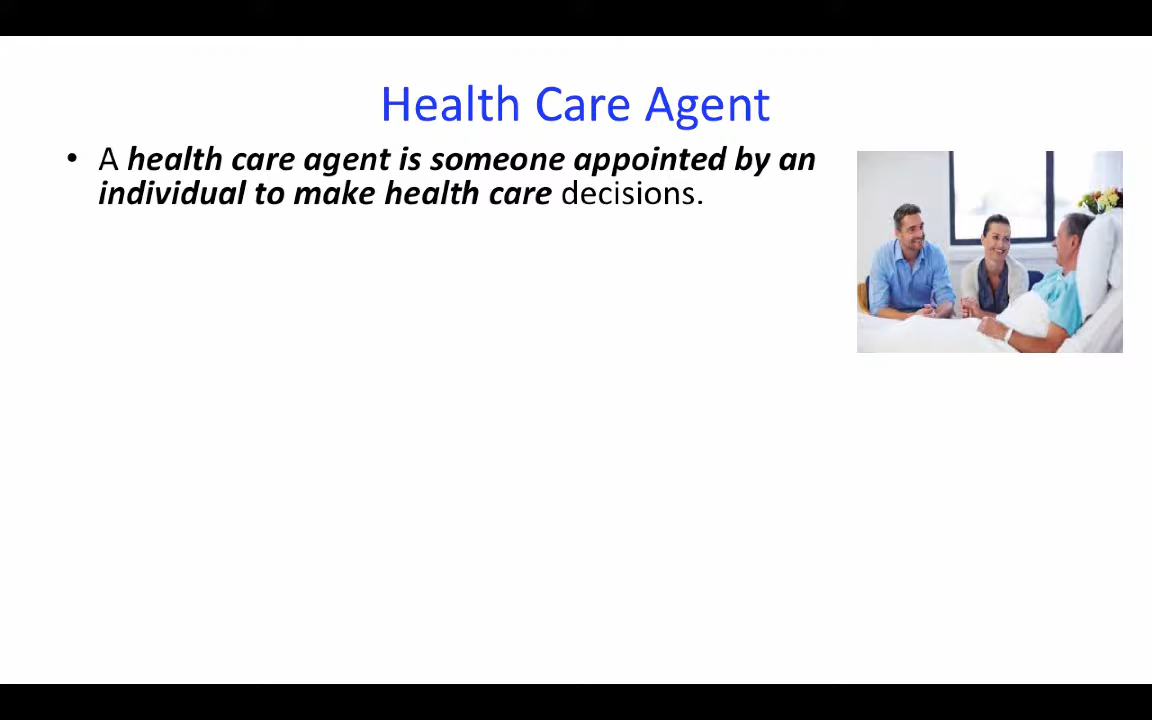 Health Care Agent
• A health care agent is someone appointed by an
individual to make health care decisions.